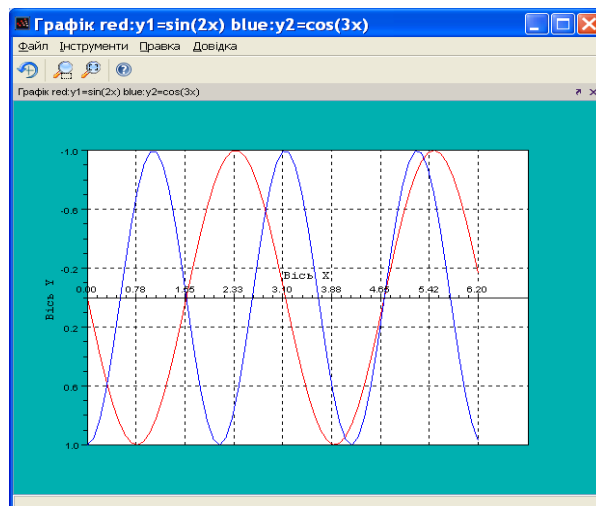 Графік red:y1=sin(2x) blue:y2=cos(3x)
Файл Інструменти Правка Довідка
Графік red:y1=sin(2x) blue:y2=cos(3x)
-1.0
-0.6
-0.2
Вісь X
0.00 0.78 1.55 2.33 3.10 3.88 4.65 5.42 6.20
Вісь Y
0.2
0.6
1.0